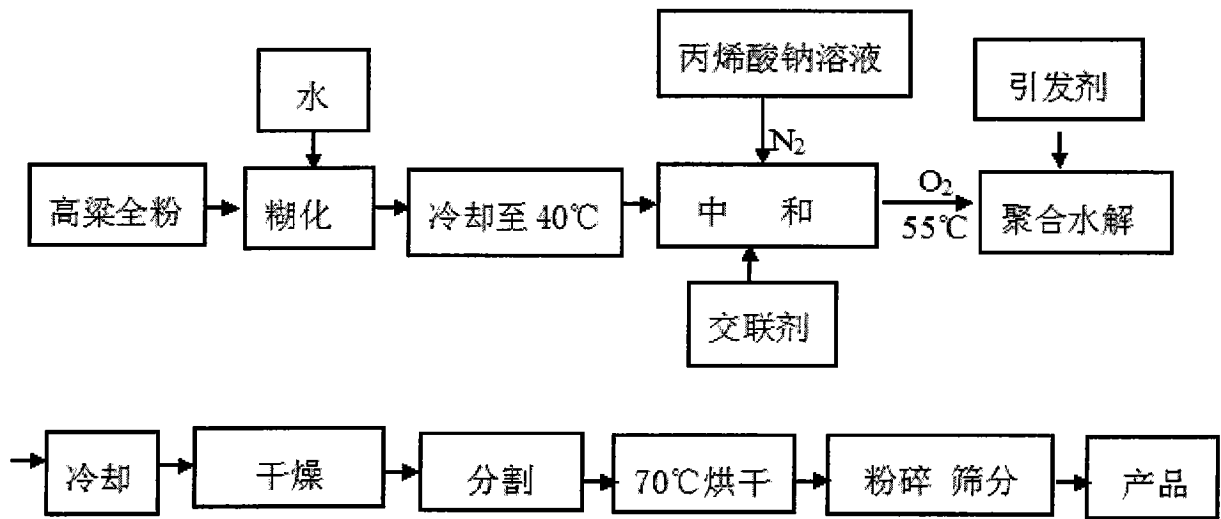 丙烯酸钠溶液
引发剂
水
N₂
高粱全粉
糊化
冷却至 40℃
中 和
O₂
55℃
聚合水解
交联剂
冷却
干燥
分割
70℃烘干
粉碎 筛分
产品